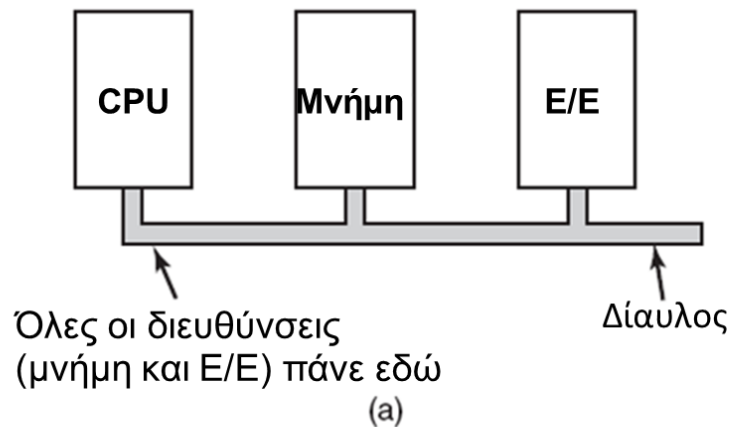 CPU
Μνήμη
Ε/Ε
Όλες οι διευθύνσεις
(μνήμη και Ε/Ε) πάνε εδώ
Δίαυλος
(a)